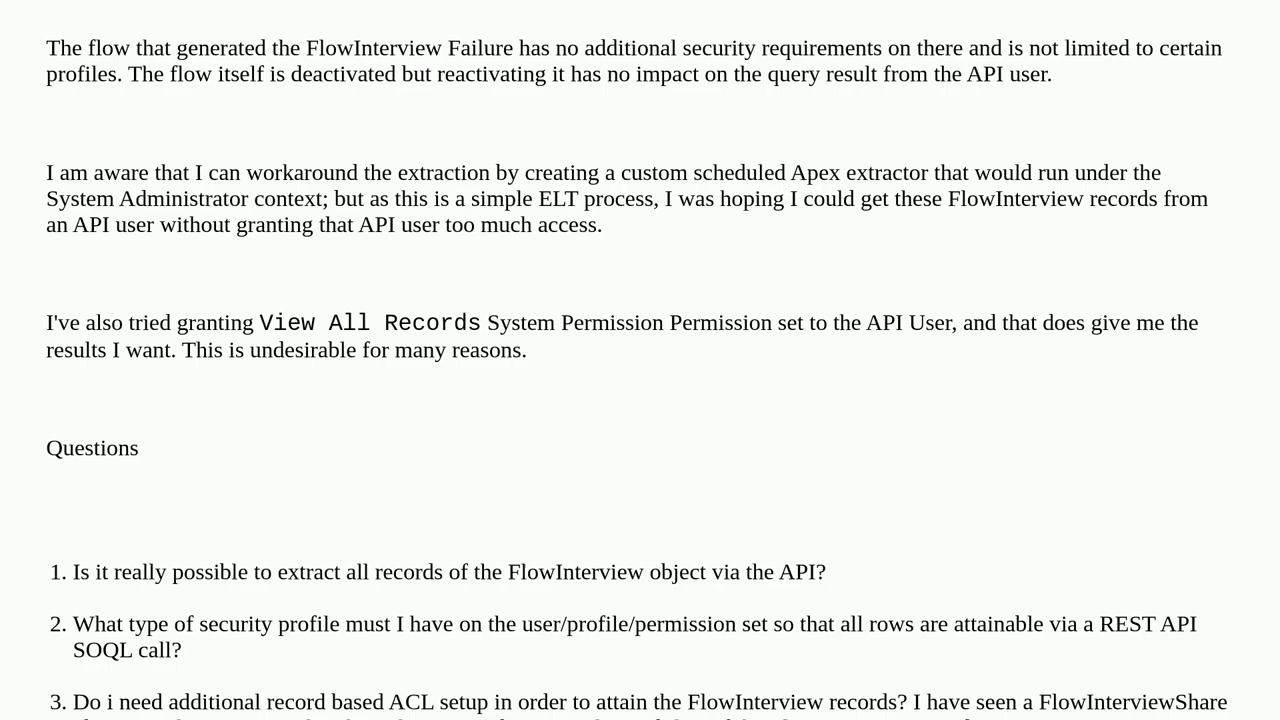 The flow that generated the FlowInterview Failure has no additional security requirements on there and is not limited to certain
profiles. The flow itself is deactivated but reactivating it has no impact on the query result from the API user.
I am aware that I can workaround the extraction by creating a custom scheduled Apex extractor that would run under the
System Administrator context; but as this is a simple ELT process, I was hoping I could get these FlowInterview records from
an API user without granting that API user too much access.
I've also tried granting View All Records System Permission Permission set to the API User, and that does give me the
results I want. This is undesirable for many reasons.
Questions
1. Is it really possible to extract all records of the FlowInterview object via the API?
2. What type of security profile must I have on the user/profile/permission set so that all rows are attainable via a REST API
SOQL call?
3. Do i need additional record based ACL setup in order to attain the FlowInterview records? I have seen a FlowInterviewShare